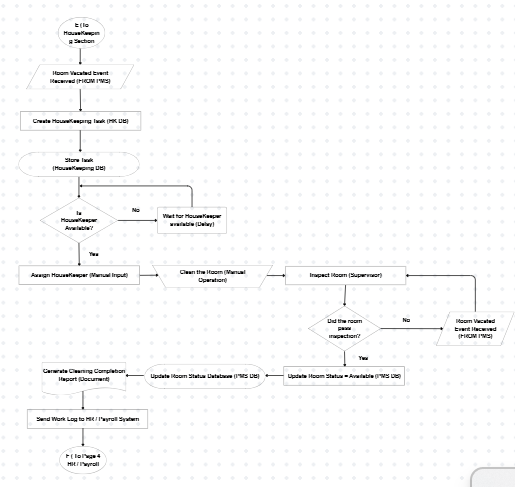 E (To
HouseKeepin
g Section
Room Vacated Event
Received (FROM PMS)
Create HouseKeeping Task (HK DB)
Store Task
(HouseKeeping DB)
Is
HouseKeeper
Available?
No
Wait for HouseKeeper
available (Delay)
Yes
Assign HouseKeeper (Manual Input)
Clean the Room (Manual
Operation)
Inspect Room (Supervisor)
Did the room
pass
inspection?
No
Room Vacated
Event Received
(FROM PMS)
Yes
Update Room Status = Available (PMS DB)
Update Room Status Database (PMS DB)
Generate Cleaning Completion
Report (Document)
Send Work Log to HR / Payroll System
F ( To Page 4
HR / Payroll